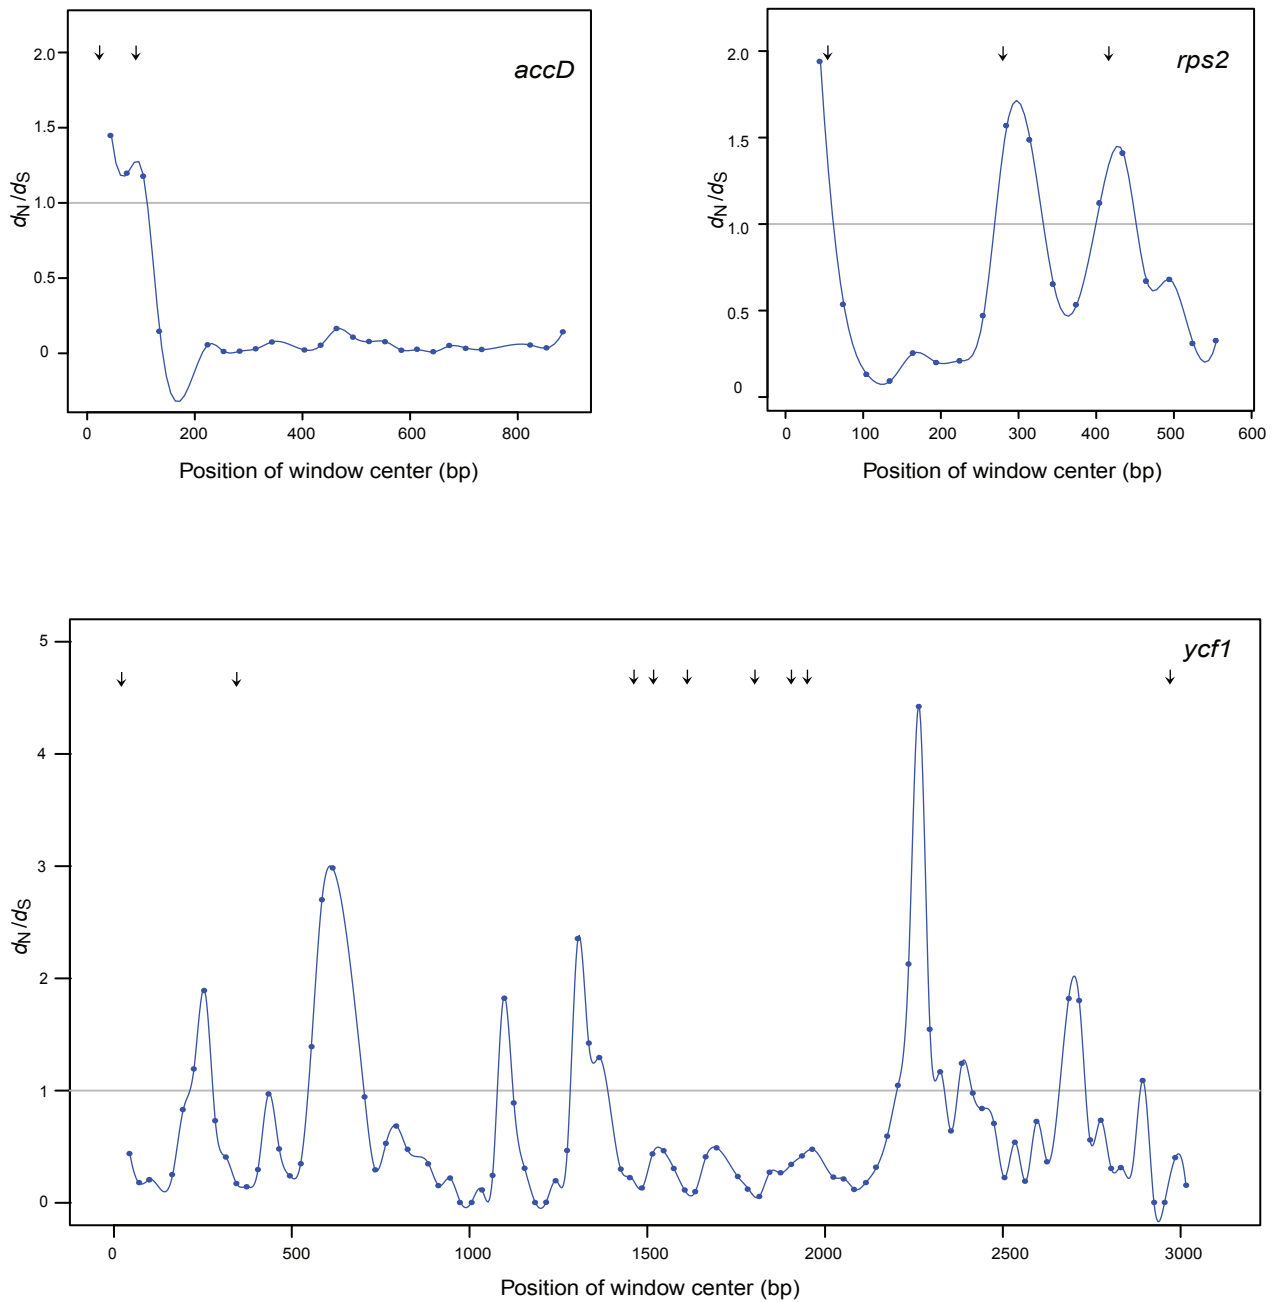 accD
2.0
1.5
1.0
0.5
0
dN/dS
0 200 400 600 800
Position of window center (bp)
rps2
2.0
1.5
1.0
0.5
0
dN/dS
0 100 200 300 400 500 600
Position of window center (bp)
ycf1
5
4
3
2
1
0
dN/dS
0 500 1000 1500 2000 2500 3000
Position of window center (bp)